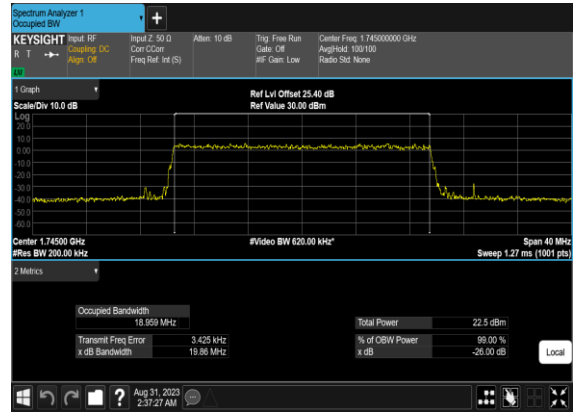 Spectrum Analyzer 1
Occupied BW
+
KEYSIGHT Input: RF Input Z: 50 Ω Atten: 10 dB Trig: Free Run Center Freq: 1.745000000 GHz
R T Coupling: DC Corr CCorr Gate: Off Avg|Hold: 100/100
Align: Off Freq Ref: Int (S) #IF Gain: Low Radio Std: None
1 Graph
Ref Lvl Offset 25.40 dB
Scale/Div 10.0 dB Ref Value 30.00 dBm
Log
20.0
10.0
0.00
-10.0
-20.0
-30.0
-40.0
-50.0
-60.0
Center 1.74500 GHz #Video BW 620.00 kHz* Span 40 MHz
#Res BW 200.00 kHz Sweep 1.27 ms (1001 pts)
2 Metrics
Occupied Bandwidth
18.959 MHz Total Power 22.5 dBm
Transmit Freq Error 3.425 kHz % of OBW Power 99.00 %
x dB Bandwidth 19.86 MHz x dB -26.00 dB
Local
? Aug 31, 2023
2:37:27 AM